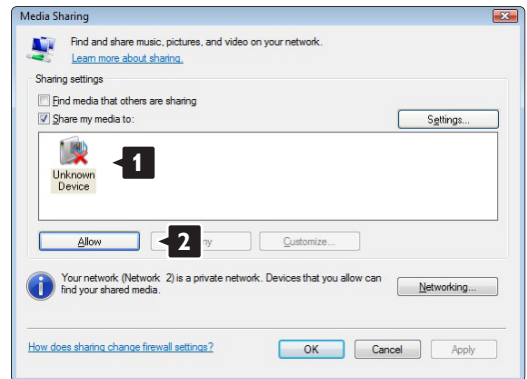 Media Sharing
Find and share music, pictures, and video on your network.
Learn more about sharing.
Sharing settings
Find media that others are sharing
Share my media to:
Settings...
1
Unknown
Device
Allow
2
ny
Customize...
Your network (Network 2) is a private network. Devices that you allow can
find your shared media.
Networking...
How does sharing change firewall settings?
OK
Cancel
Apply